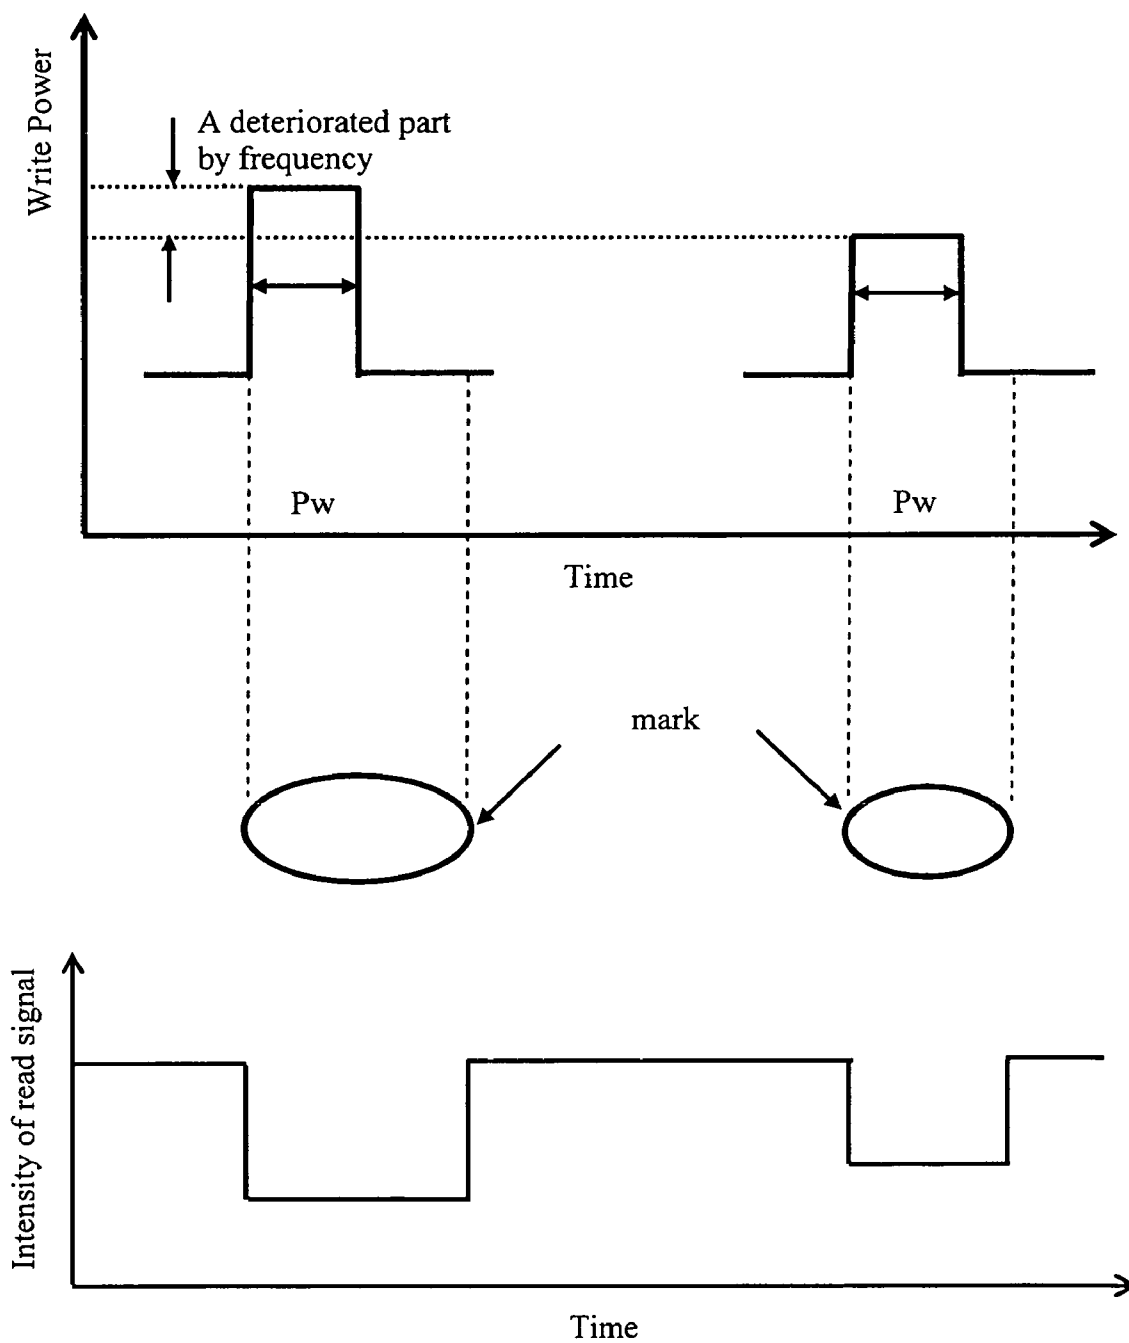 Write Power
A deteriorated part
by frequency
Pw
Pw
Time
mark
Intensity of read signal
Time